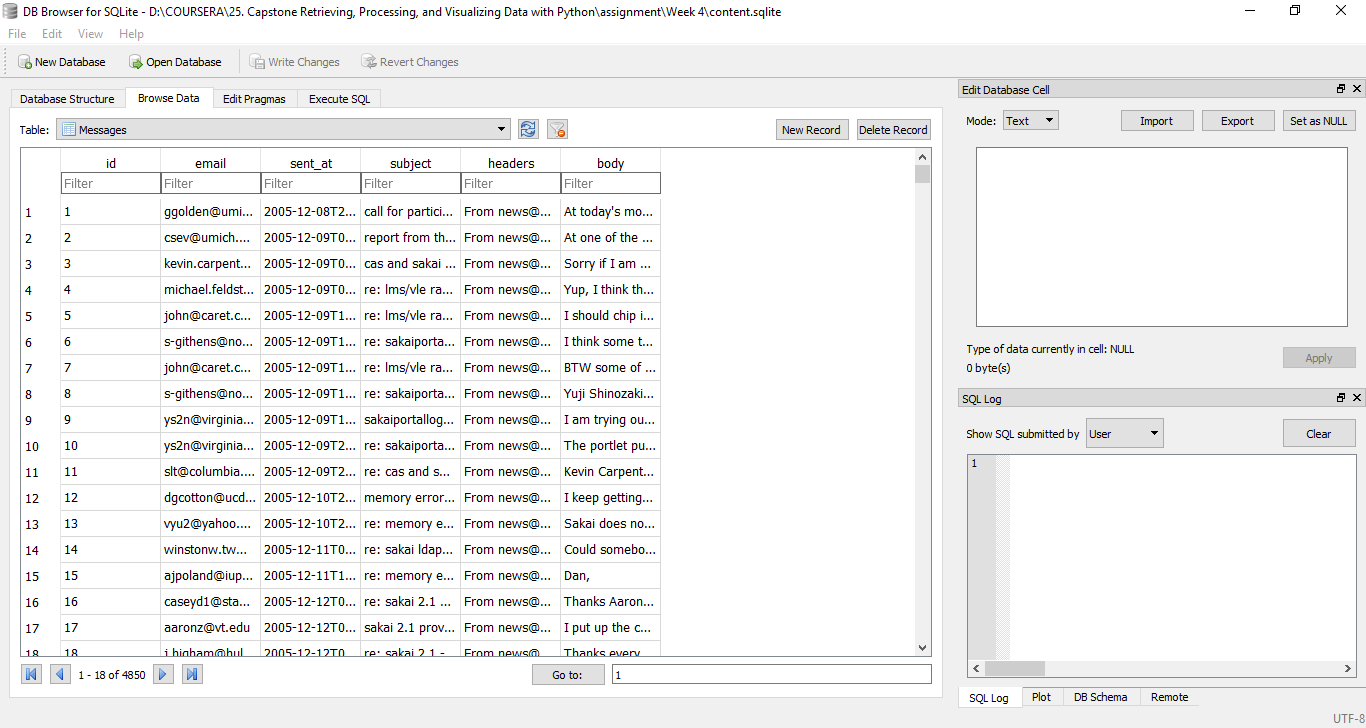 DB Browser for SQLite - D:\COURSERA\25. Capstone Retrieving, Processing, and Visualizing Data with Python\assignment\Week 4\content.sqlite
File Edit View Help
New Database Open Database Write Changes Revert Changes
Database Structure Browse Data Edit Pragmas Execute SQL
Table: Messages New Record Delete Record
id email sent_at subject headers body
Filter Filter Filter Filter Filter Filter
1 1 ggolden@umi... 2005-12-08T2... call for partici... From news@... At today's mo...
2 2 csev@umich.... 2005-12-09T0... report from th... From news@... At one of the ...
3 3 kevin.carpent... 2005-12-09T0... cas and sakai ... From news@... Sorry if I am ...
4 4 michael.feldst... 2005-12-09T0... re: lms/vle ra... From news@... Yup, I think th...
5 5 john@caret.c... 2005-12-09T1... re: lms/vle ra... From news@... I should chip i...
6 6 s-githens@no... 2005-12-09T1... re: sakaiporta... From news@... I think some t...
7 7 john@caret.c... 2005-12-09T1... re: lms/vle ra... From news@... BTW some of ...
8 8 s-githens@no... 2005-12-09T1... re: sakaiporta... From news@... Yuji Shinozaki...
9 9 ys2n@virginia... 2005-12-09T1... sakaiportallog... From news@... I am trying ou...
10 10 ys2n@virginia... 2005-12-09T2... re: sakaiporta... From news@... The portlet pu...
11 11 slt@columbia.... 2005-12-09T2... re: cas and s... From news@... Kevin Carpent...
12 12 dgcotton@ucd... 2005-12-10T2... memory error... From news@... I keep getting...
13 13 vyu2@yahoo.... 2005-12-10T2... re: memory e... From news@... Sakai does no...
14 14 winstonw.tw... 2005-12-11T0... re: sakai ldap... From news@... Could somebo...
15 15 ajpoland@iup... 2005-12-11T1... re: memory e... From news@... Dan,
16 16 caseyd1@sta... 2005-12-12T0... re: sakai 2.1 ... From news@... Thanks Aaron...
17 17 aaronz@vt.edu 2005-12-12T0... sakai 2.1 prov... From news@... I put up the c...
18 18 j.higham@hul... 2005-12-12T0... re: sakai 2.1 -... From news@... Thanks every...
1 - 18 of 4850 Go to: 1
Edit Database Cell
Mode: Text Import Export Set as NULL
Type of data currently in cell: NULL
0 byte(s)
Apply
SQL Log
Show SQL submitted by User Clear
1
SQL Log Plot DB Schema Remote
UTF-8